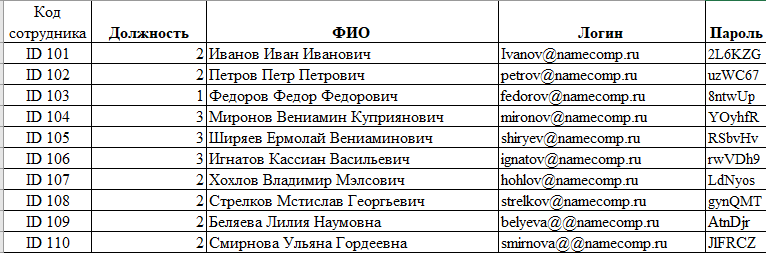 Код сотрудника Должность ФИО Логин Пароль
ID 101 2 Иванов Иван Иванович Ivanov@namecomp.ru 2L6KZG
ID 102 2 Петров Петр Петрович petrov@namecomp.ru uzWC67
ID 103 1 Федоров Федор Федорович fedorov@namecomp.ru 8ntwUp
ID 104 3 Миронов Вениамин Куприянович mironov@namecomp.ru YOyhfR
ID 105 3 Ширяев Ермолай Вениаминович shiryev@namecomp.ru RSbvHv
ID 106 3 Игнатов Кассиан Васильевич ignatov@namecomp.ru rwVDh9
ID 107 2 Хохлов Владимир Мэлсович hohlov@namecomp.ru LdNyos
ID 108 2 Стрелков Мстислав Георгьевич strelkov@namecomp.ru gynQMT
ID 109 2 Беляева Лилия Наумовна belyeva@@namecomp.ru AtnDjr
ID 110 2 Смирнова Ульяна Гордеевна smirnova@@namecomp.ru JlFRCZ